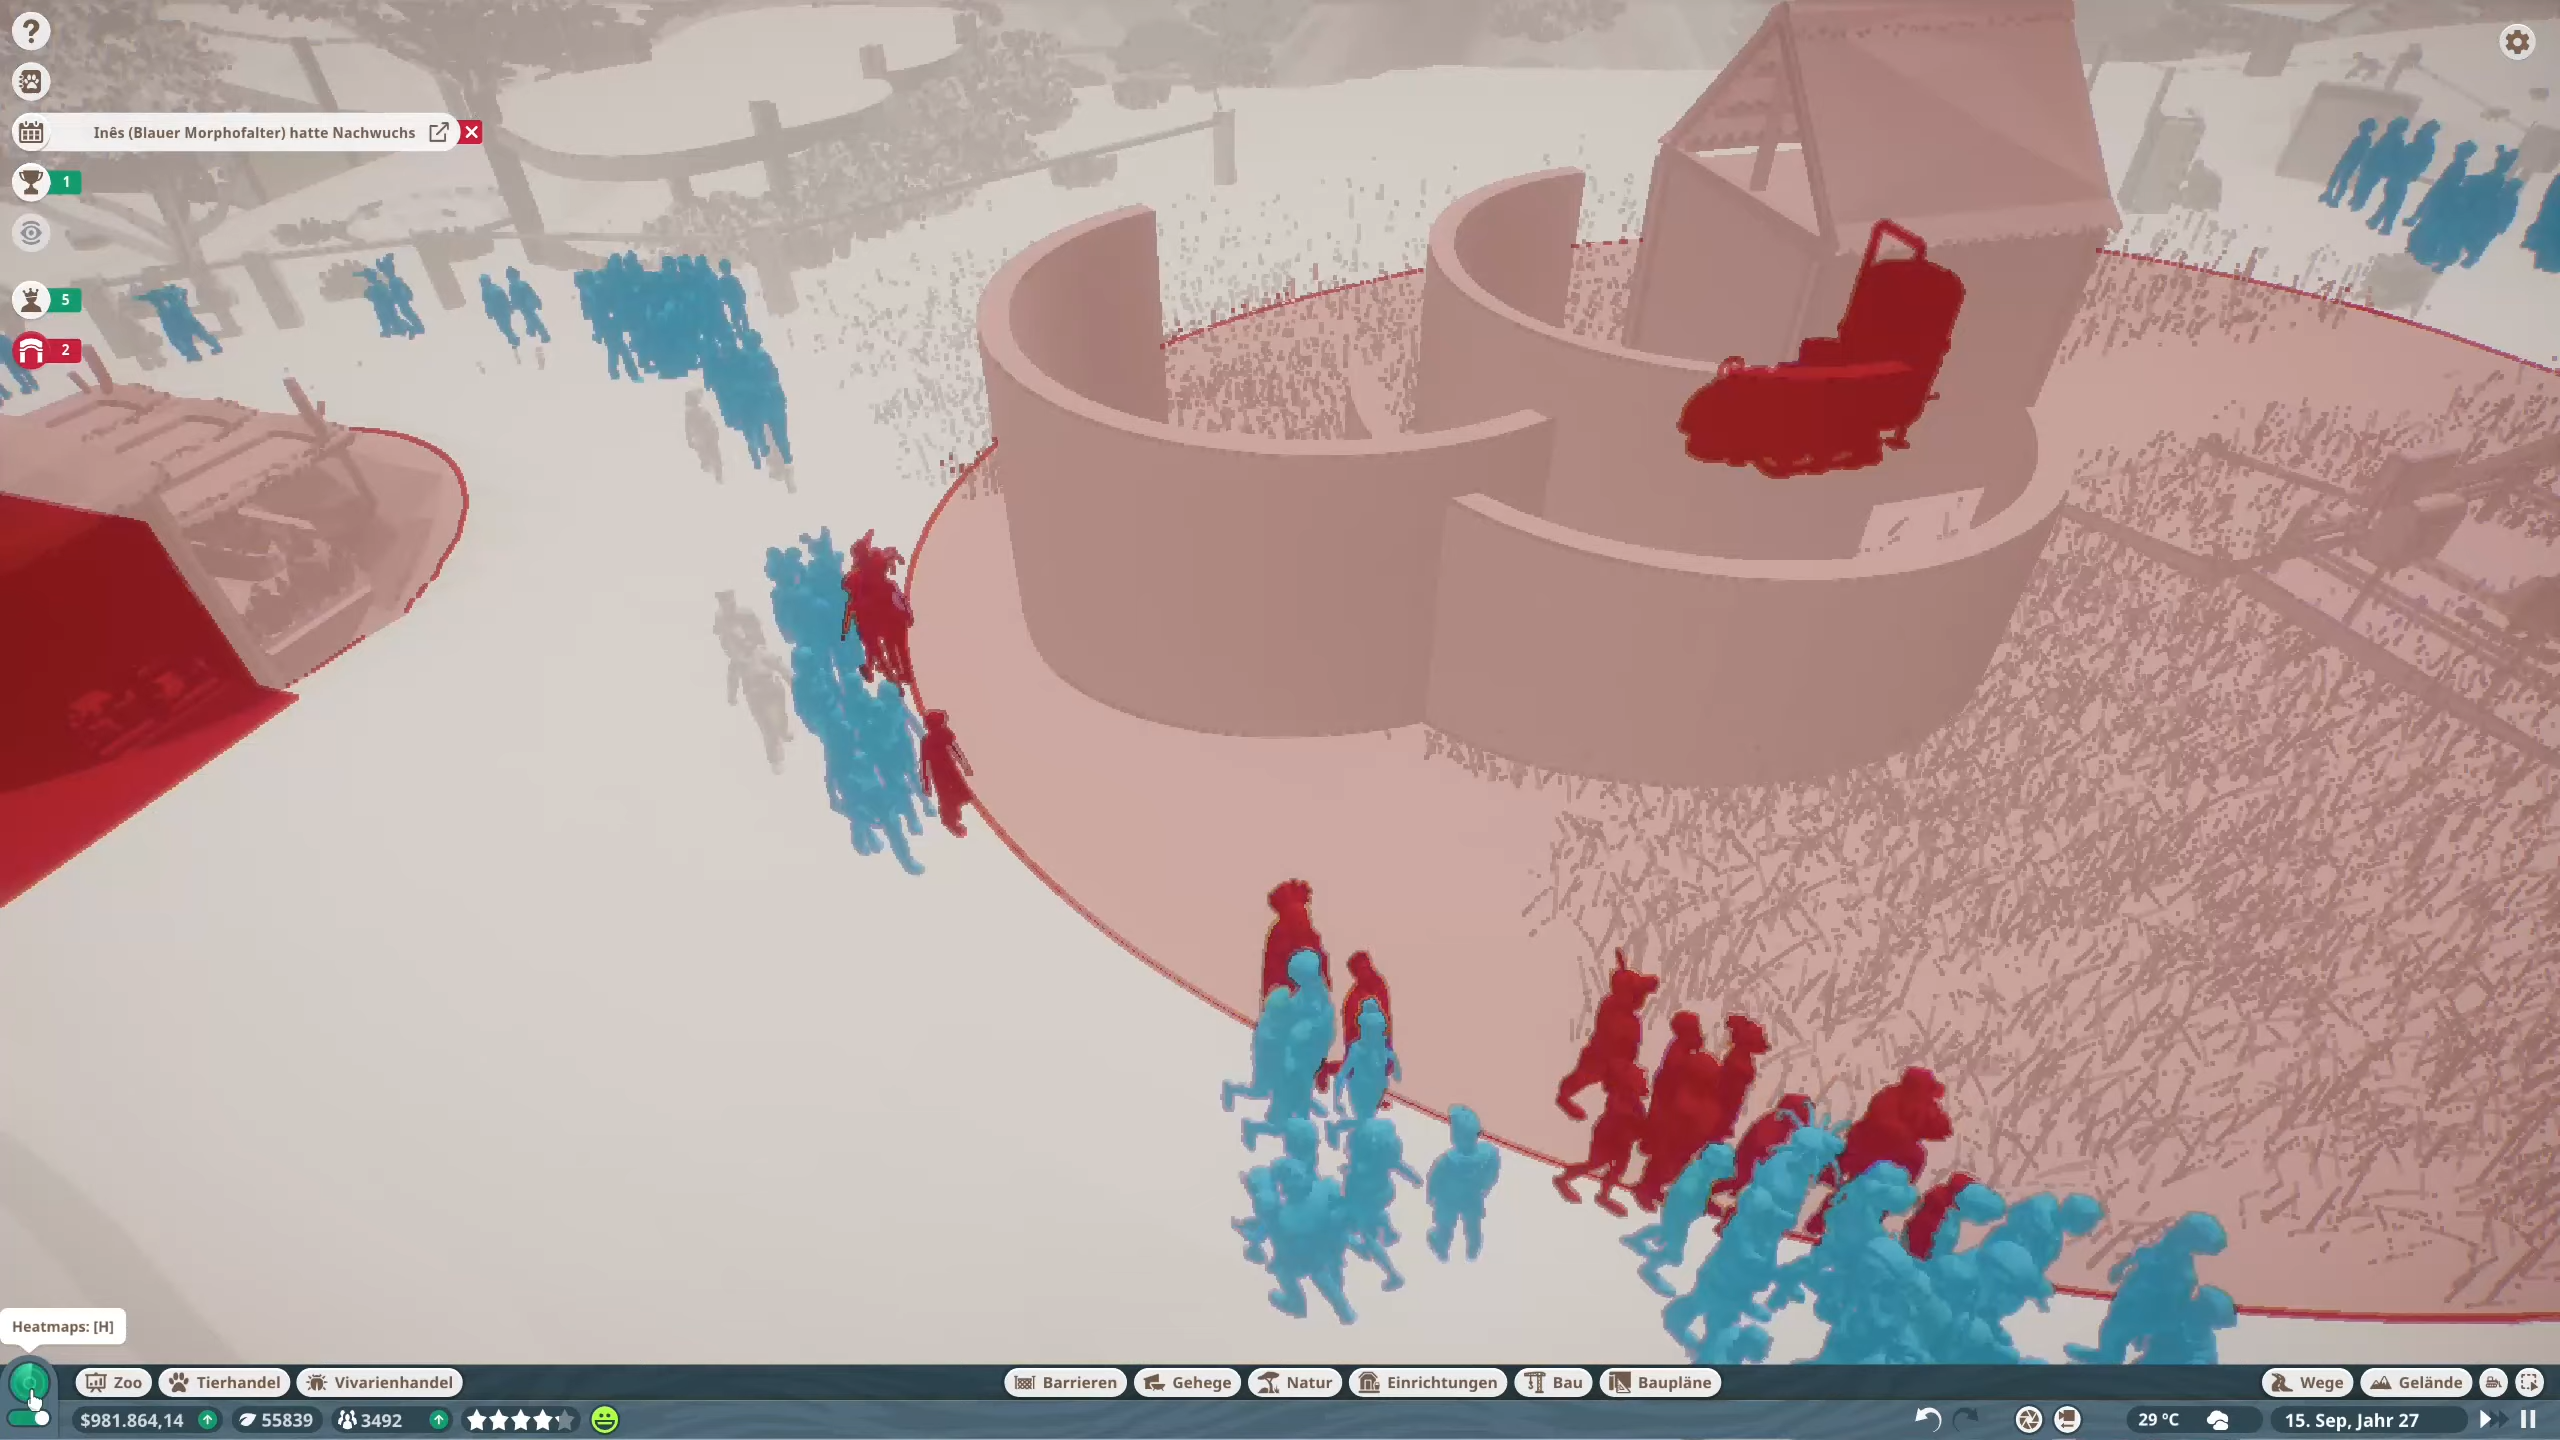 ?
Inês (Blauer Morphofalter) hatte Nachwuchs
1
5
2
Heatmaps: [H]
Zoo
Tierhandel
Vivarienhandel
Barrieren
Gehege
Natur
Einrichtungen
Bau
Baupläne
Wege
Gelände
$981.864,14
55839
3492
29 °C
15. Sep, Jahr 27